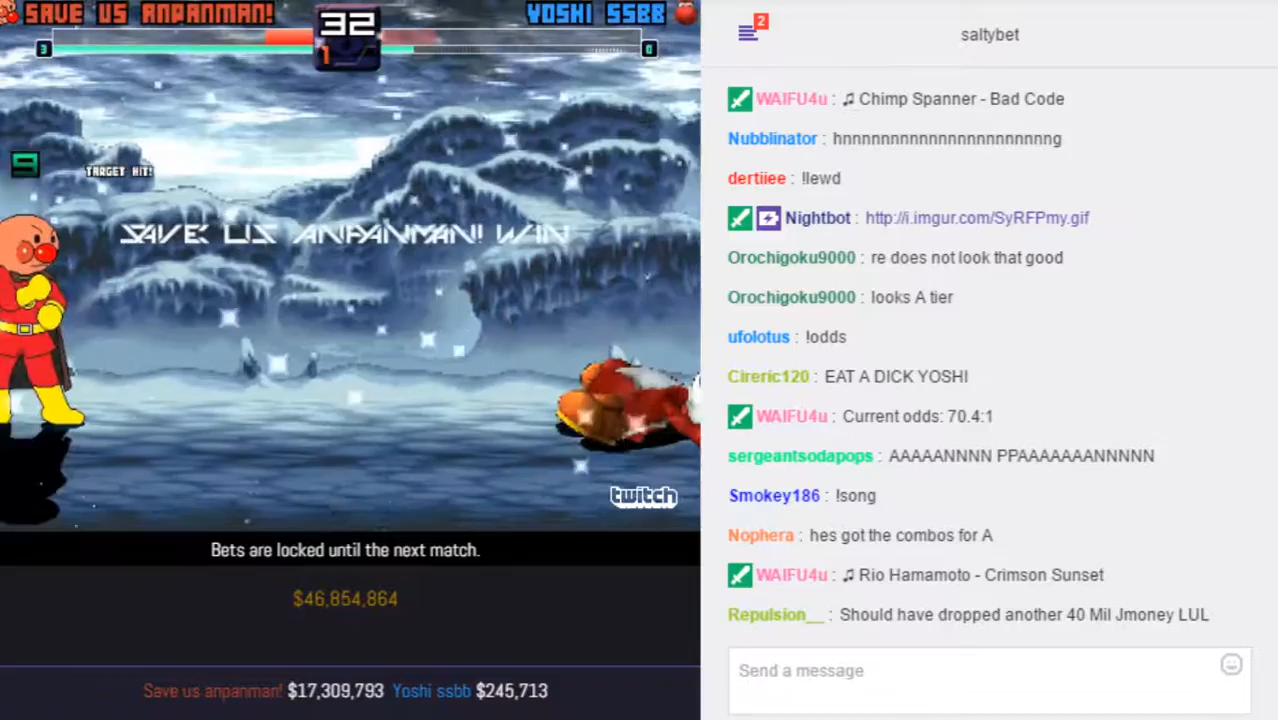 SAVE US ANPANMAN!
32
YOSHI SSBB
3
1
0
9
TARGET HIT!
SAVE US ANPANMAN! WIN
twitch
Bets are locked until the next match.
$46,854,864
Save us anpanman! $17,309,793 Yoshi ssbb $245,713
2
saltybet
WAIFU4u : ♫ Chimp Spanner - Bad Code
Nubblinator : hnnnnnnnnnnnnnnnnnnnnnng
dertiiee : !lewd
Nightbot : http://i.imgur.com/SyRFPmy.gif
Orochigoku9000 : re does not look that good
Orochigoku9000 : looks A tier
ufolotus : !odds
Cireric120 : EAT A DICK YOSHI
WAIFU4u : Current odds: 70.4:1
sergeantsodapops : AAAAANNNN PPAAAAAAANNNNN
Smokey186 : !song
Nophera : hes got the combos for A
WAIFU4u : ♫ Rio Hamamoto - Crimson Sunset
Repulsion__ : Should have dropped another 40 Mil Jmoney LUL
Send a message